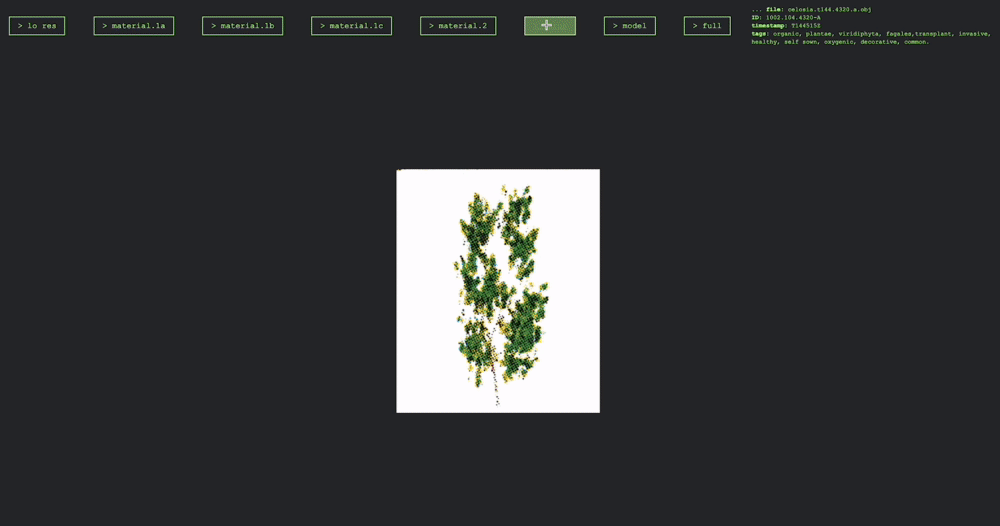 > lo res
> material.1a
> material.1b
> material.1c
> material.2
> model
> full
... file: celosia.t144.4320.a.obj
ID: 1002.104.4320-A
timestamp: 71445158
tags: organic, plantae, viridiphyta, fagales,transplant, invasive,
healthy, self sown, oxygenic, decorative, common.